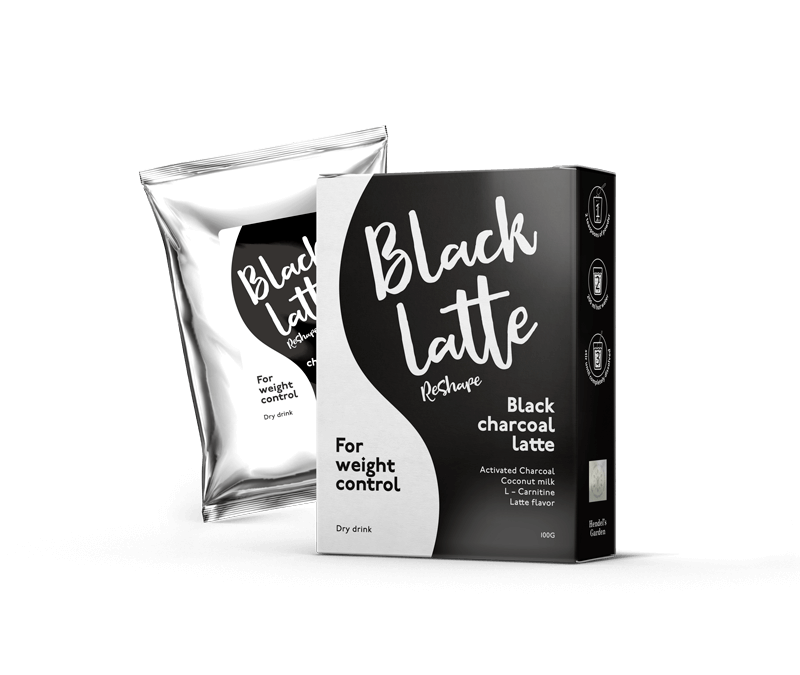 Black
latte
ReShape
For
weight
control
Dry drink
Black
latte
ReShape
Black
charcoal
latte
For
weight
control
Activated Charcoal
Coconut milk
L - Carnitine
Latte flavor
Dry drink
100G
Hendel's
Garden